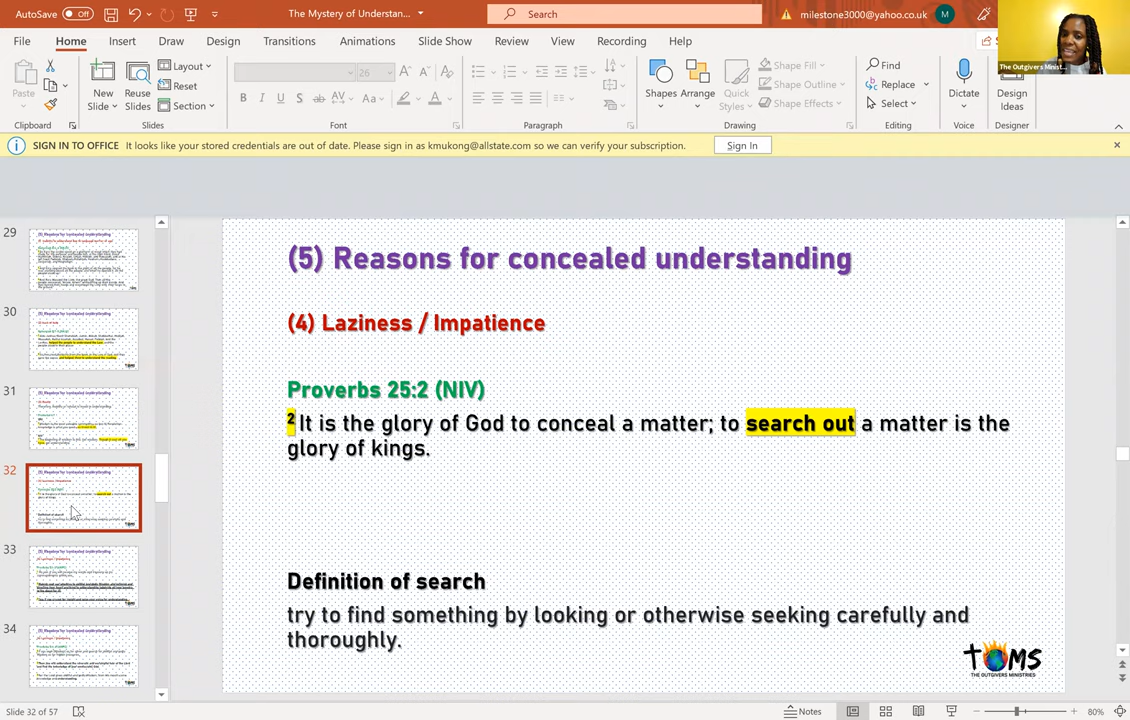 AutoSave Off
The Mystery of Understan...
Search
milestone3000@yahoo.co.uk
M
File Home Insert Draw Design Transitions Animations Slide Show Review View Recording Help
The Outgivers Minist...
Paste
New Slide
Reuse Slides
Layout
Reset
Section
26
Shapes
Arrange
Quick Styles
Shape Fill
Shape Outline
Shape Effects
Find
Replace
Select
Dictate
Design Ideas
Clipboard Slides Font Paragraph Drawing Editing Voice Designer
SIGN IN TO OFFICE It looks like your stored credentials are out of date. Please sign in as kmukong@allstate.com so we can verify your subscription. Sign In
29
30
31
32
33
34
(5) Reasons for concealed understanding
(4) Laziness / Impatience
Proverbs 25:2 (NIV)
2 It is the glory of God to conceal a matter; to search out a matter is the
glory of kings.
Definition of search
try to find something by looking or otherwise seeking carefully and
thoroughly.
TOMS
THE OUTGIVERS MINISTRIES
Slide 32 of 57
Notes
80%